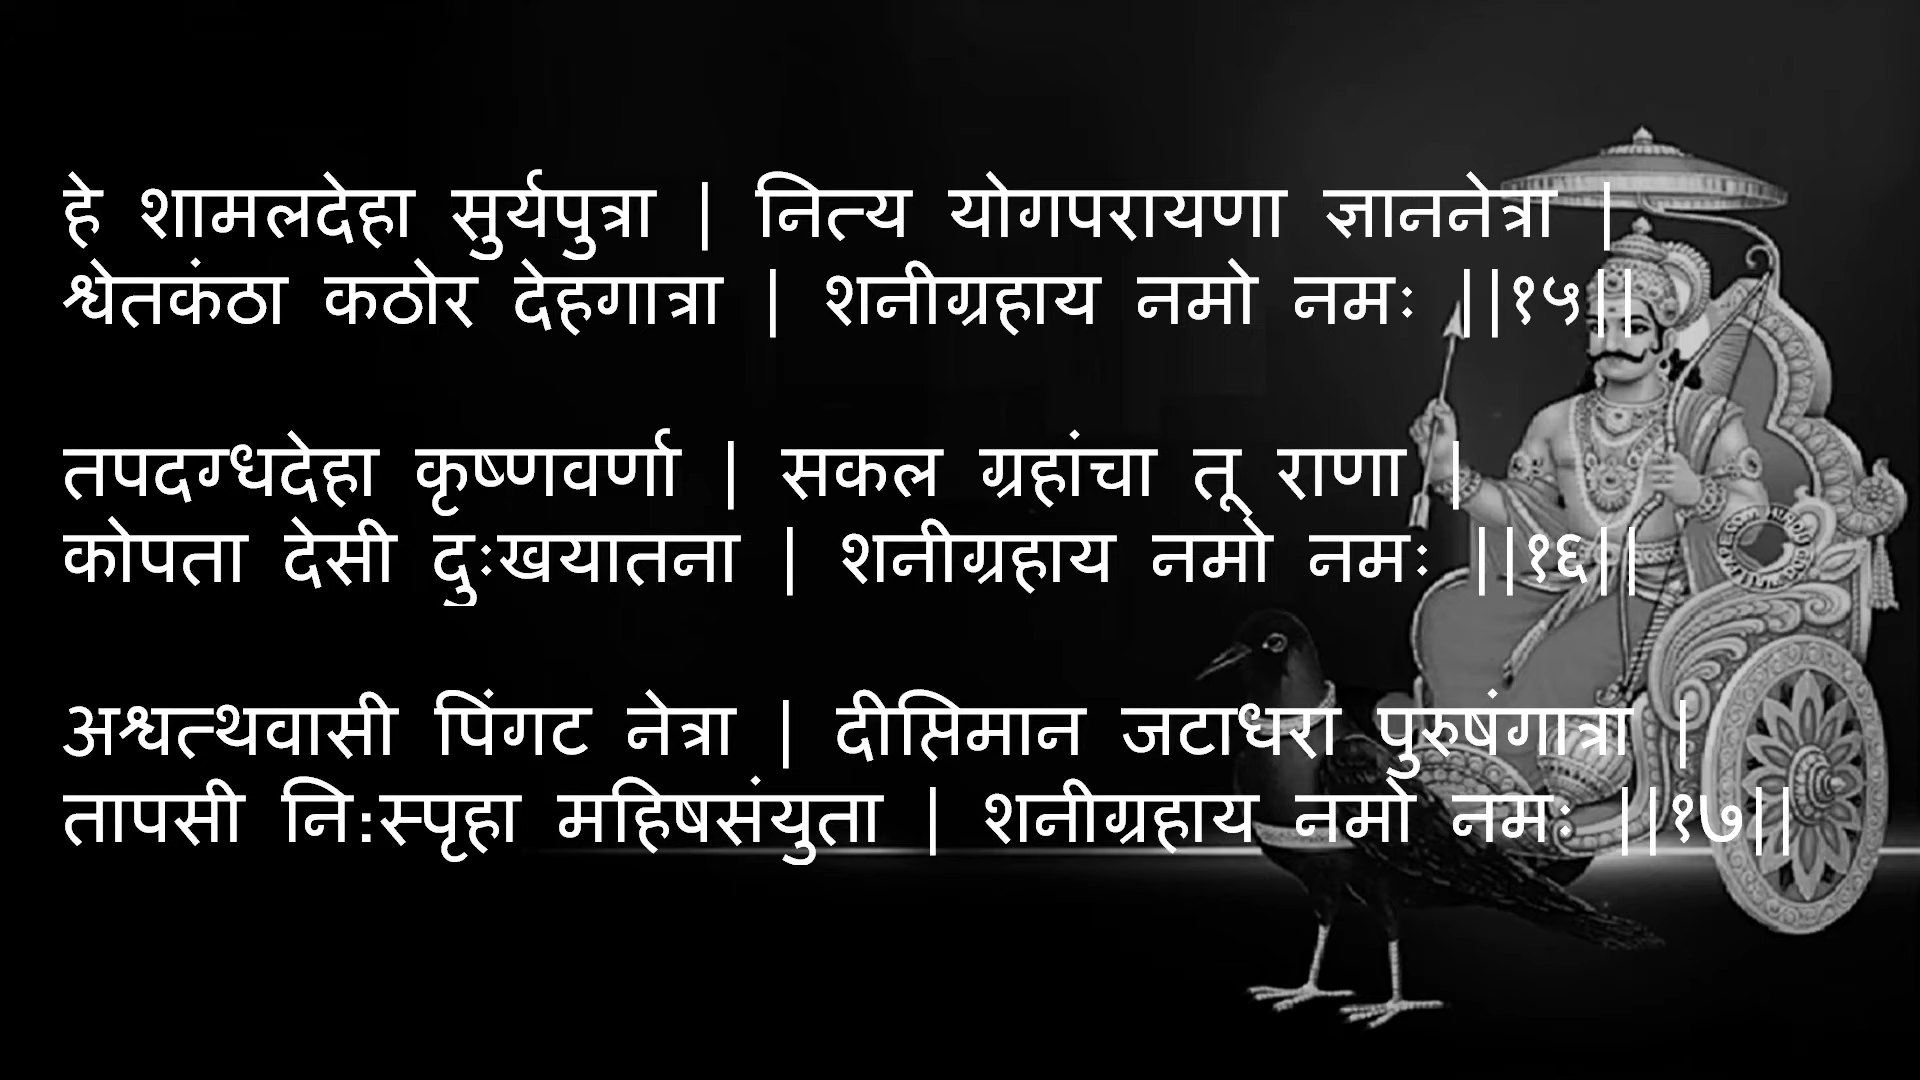 हे शामलदेहा सुर्यपुत्रा | नित्य योगपरायणा ज्ञाननेत्रा |
श्वेतकंठा कठोर देहगात्रा | शनीग्रहाय नमो नमः ||१५||
तपदग्धदेहा कृष्णवर्णा | सकल ग्रहांचा तू राणा |
कोपता देसी दुःखयातना | शनीग्रहाय नमो नमः ||१६||
अश्वत्थवासी पिंगट नेत्रा | दीप्तिमान जटाधरा पुरुषंगात्रा |
तापसी निःस्पृहा महिषसंयुता | शनीग्रहाय नमो नमः ||१७||